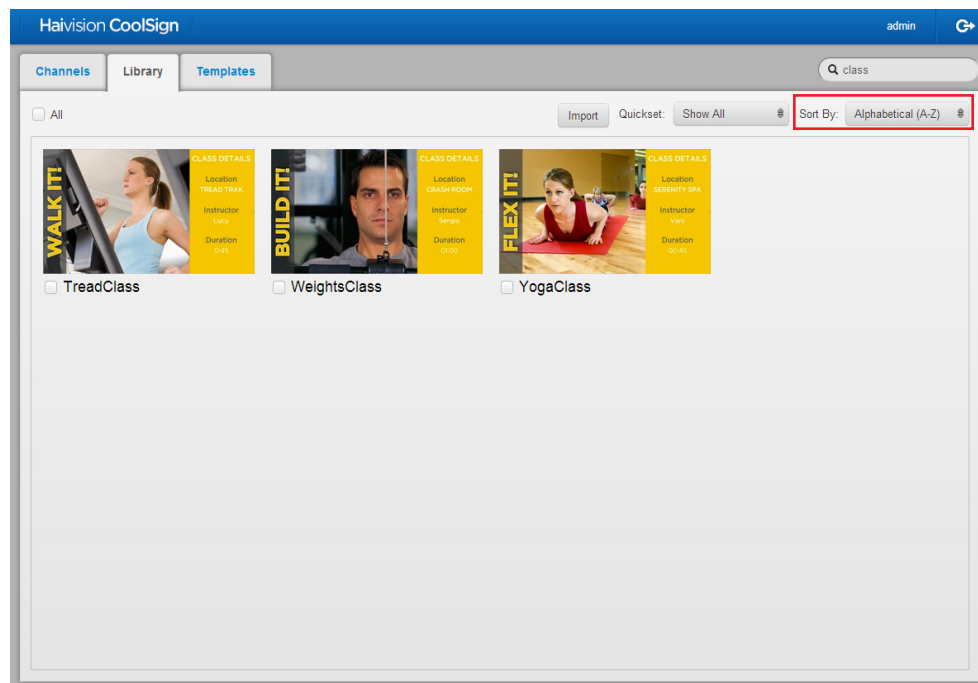 Haivision CoolSign
admin
Channels
Library
Templates
class
All
Import
Quickset:
Show All
Sort By:
Alphabetical (A-Z)
WALK IT!
CLASS DETAILS
Location
TREAD TRAK
Instructor
Lucy
Duration
0:45
BUILD IT!
CLASS DETAILS
Location
CRASH ROOM
Instructor
Sergio
Duration
01:00
FLEX IT!
CLASS DETAILS
Location
SERENITY SPA
Instructor
Duration
00:45
TreadClass
WeightsClass
YogaClass